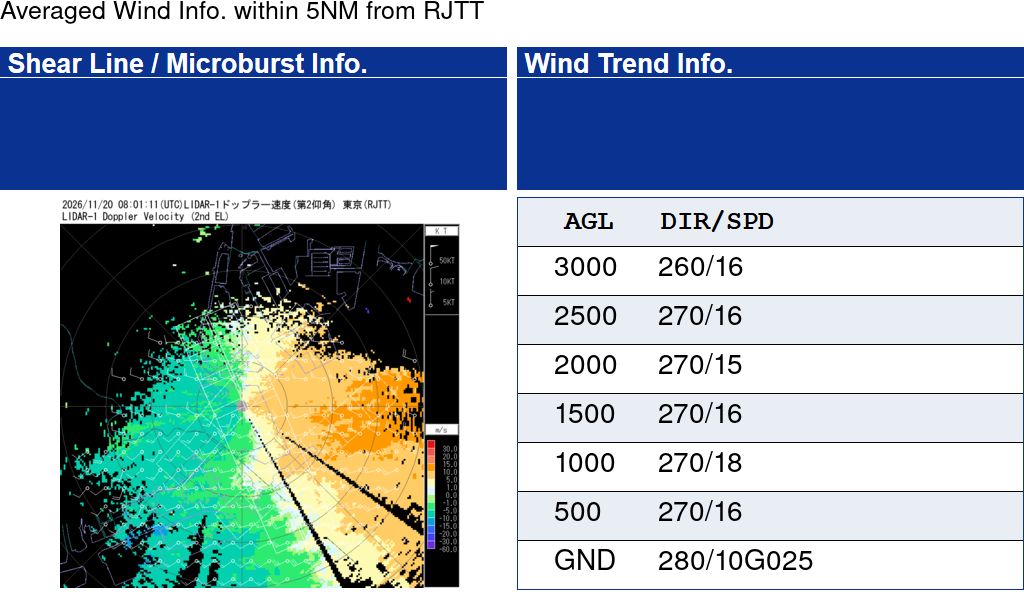 Averaged Wind Info. within 5NM from RJTT
Shear Line / Microburst Info.
Wind Trend Info.
2026/11/20 08:01:11(UTC)LIDAR-1ドップラー速度(第2仰角) 東京(RJTT)
LIDAR-1 Doppler Velocity (2nd EL)
K T
50KT
10KT
5KT
m/s
30.0
20.0
15.0
10.0
5.0
1.0
0.0
-1.0
-5.0
-10.0
-15.0
-20.0
-30.0
-60.0
AGL DIR/SPD
3000 260/16
2500 270/16
2000 270/15
1500 270/16
1000 270/18
500 270/16
GND 280/10G025